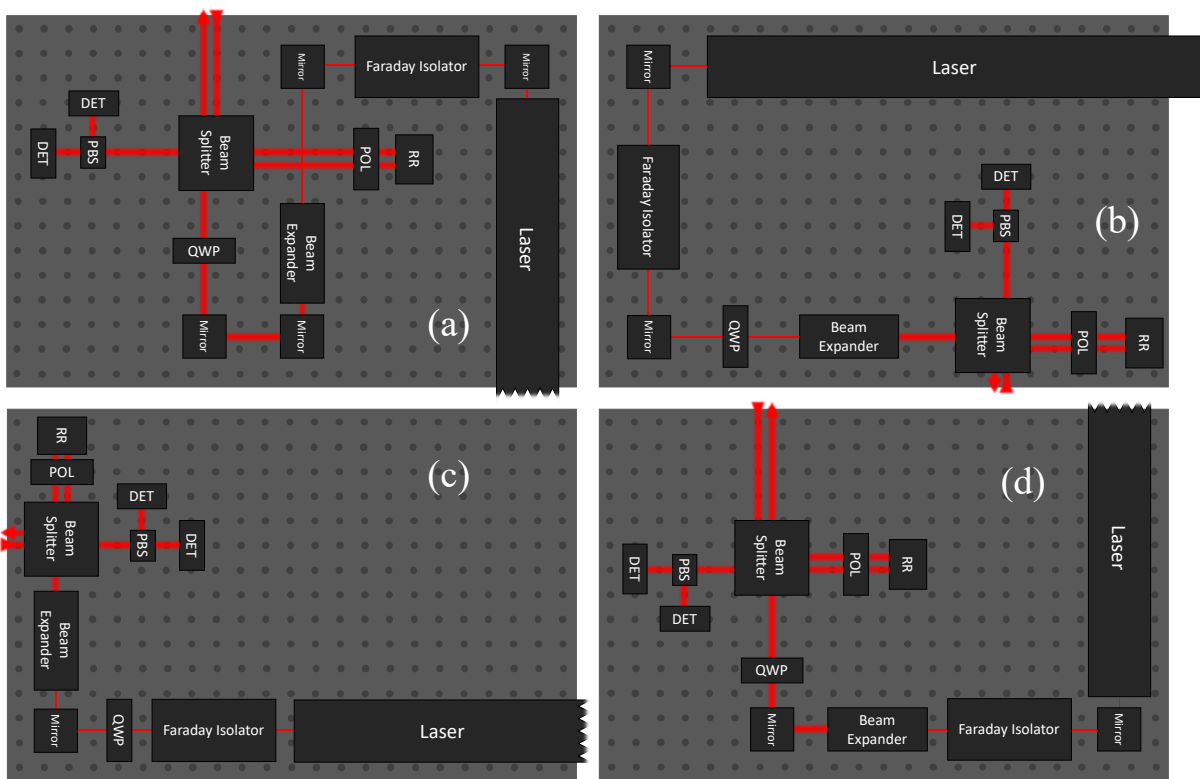 Mirror
Faraday Isolator
Mirror
DET
DET
PBS
Beam
Splitter
POL
RR
QWP
Beam
Expander
Laser
Mirror
Mirror
(a)
Mirror
Laser
Faraday Isolator
DET
DET
PBS
(b)
Mirror
QWP
Beam
Expander
Beam
Splitter
POL
RR
RR
POL
(c)
DET
Beam
Splitter
PBS
DET
Beam
Expander
Mirror
QWP
Faraday Isolator
Laser
(d)
Laser
DET
PBS
Beam
Splitter
POL
RR
DET
QWP
Mirror
Beam
Expander
Faraday Isolator
Mirror